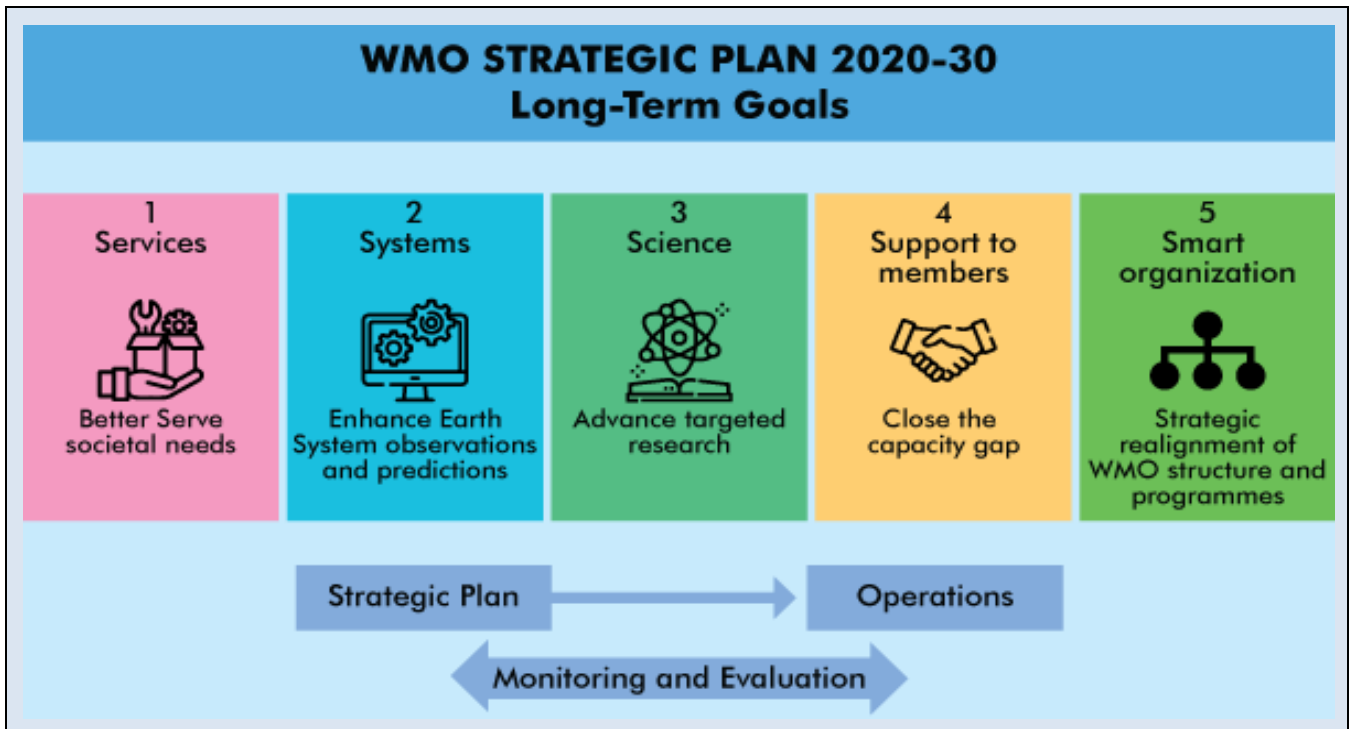 WMO STRATEGIC PLAN 2020-30
Long-Term Goals
1
Services
Better Serve
societal needs
2
Systems
Enhance Earth
System observations
and predictions
3
Science
Advance targeted
research
4
Support to
members
Close the
capacity gap
5
Smart
organization
Strategic
realignment of
WMO structure and
programmes
Strategic Plan
Operations
Monitoring and Evaluation